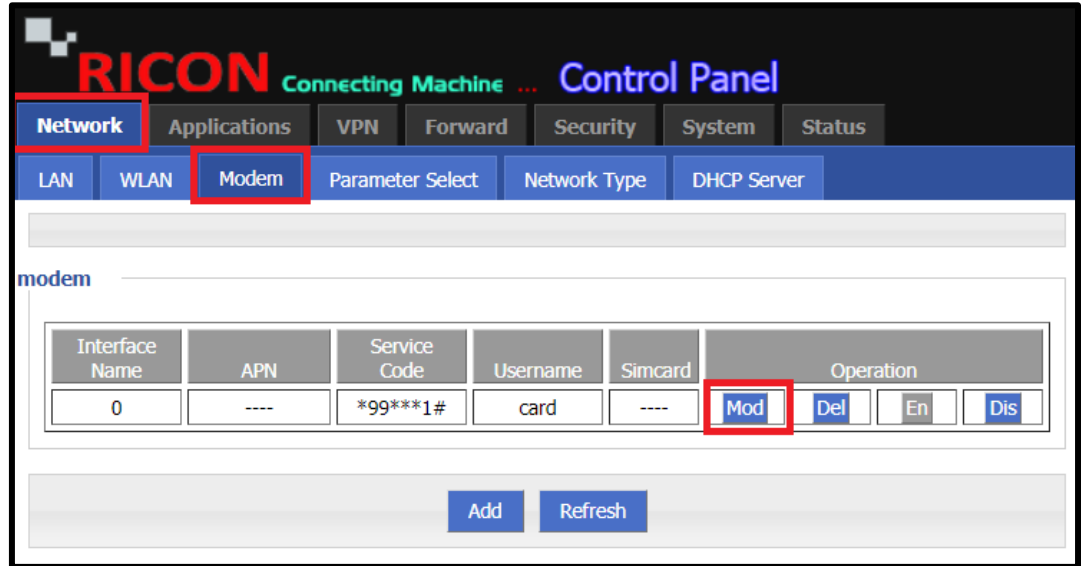 RICON Connecting Machine ... Control Panel
Network Applications VPN Forward Security System Status
LAN WLAN Modem Parameter Select Network Type DHCP Server
modem
Interface Name APN Service Code Username Simcard Operation
0 ---- *99***1# card ---- Mod Del En Dis
Add Refresh